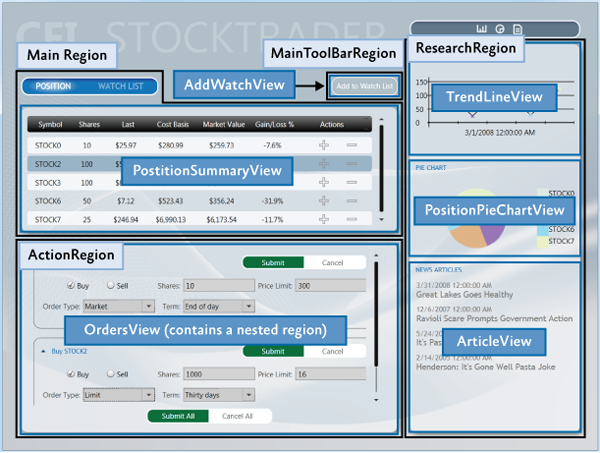 CFI STOCKTRADER
Main Region
MainToolBarRegion
ResearchRegion
POSITION WATCH LIST
AddWatchView
Add to Watch List
150
100
50
0
TrendLineView
3/1/2008 12:00:00 AM
Symbol Shares Last Cost Basis Market Value Gain/Loss % Actions
STOCK0 10 $25.97 $280.99 $259.73 -7.6%
STOCK2 100
STOCK3 100
STOCK6 50 $7.12 $523.43 $356.24 -31.9%
STOCK7 25 $246.94 $6,990.13 $6,173.54 -11.7%
PostitionSummaryView
PIE CHART
STOCK0
PositionPieChartView
STOCK6
STOCK7
ActionRegion
Submit Cancel
Buy Sell Shares: 10 Price Limit: 300
Order Type: Market Term: End of day
OrdersView (contains a nested region)
Buy STOCK2 Submit Cancel
Buy Sell Shares: 1000 Price Limit: 16
Order Type: Limit Term: Thirty days
Submit All Cancel All
NEWS ARTICLES
3/31/2008 12:00:00 AM
Great Lakes Goes Healthy
12/6/2007 12:00:00 AM
Ravioli Scare Prompts Government Action
5/24/20
It's Pas
ArticleView
2/14/2005 12:00:00 AM
Henderson: It's Gone Well Pasta Joke